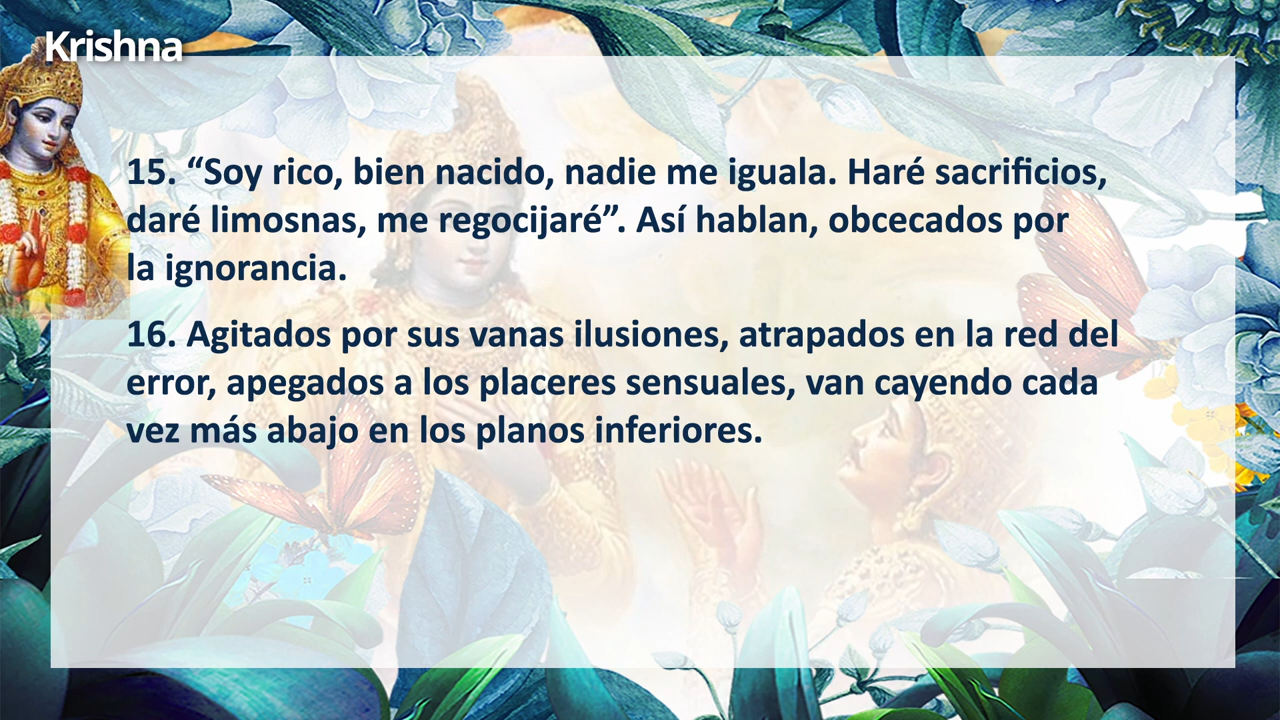 Krishna
15. “Soy rico, bien nacido, nadie me iguala. Haré sacrificios,
daré limosnas, me regocijaré”. Así hablan, obcecados por
la ignorancia.
16. Agitados por sus vanas ilusiones, atrapados en la red del
error, apegados a los placeres sensuales, van cayendo cada
vez más abajo en los planos inferiores.